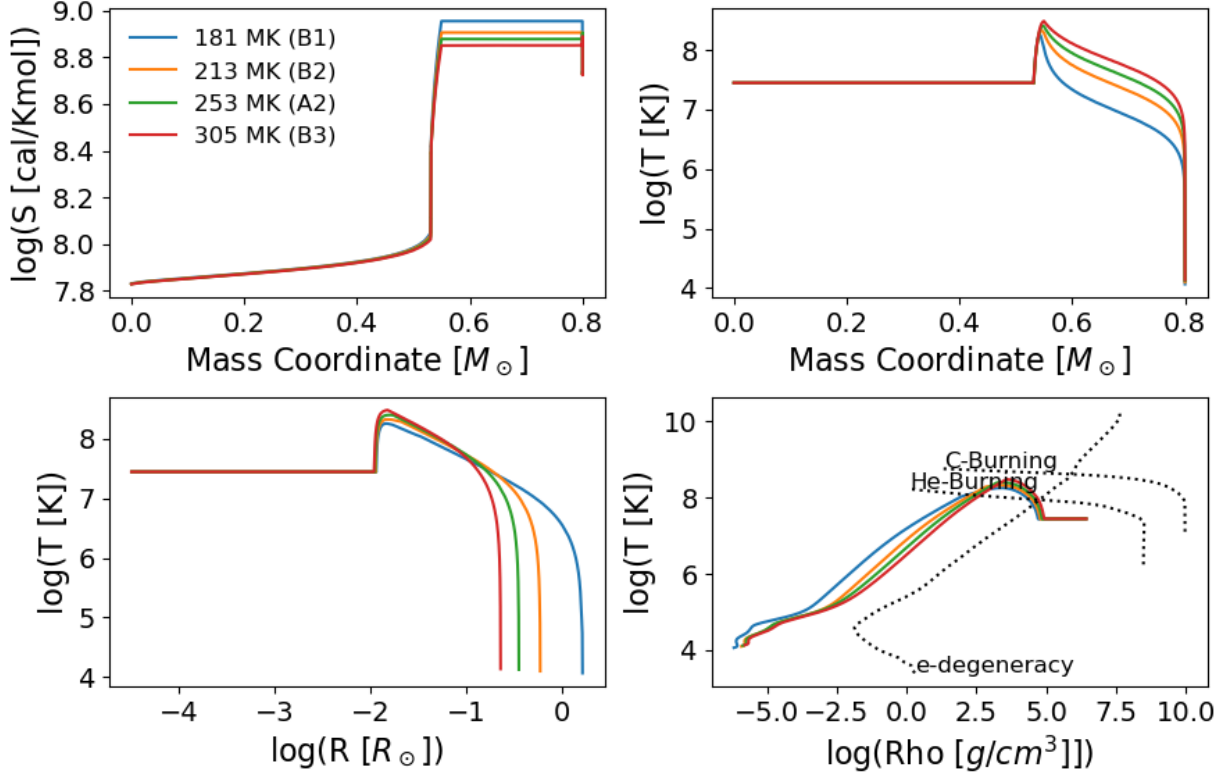 log(S [cal/Kmol])
9.0
8.8
8.6
8.4
8.2
8.0
7.8
181 MK (B1)
213 MK (B2)
253 MK (A2)
305 MK (B3)
0.0 0.2 0.4 0.6 0.8
Mass Coordinate [M⊙]
log(T [K])
8
7
6
5
4
0.0 0.2 0.4 0.6 0.8
Mass Coordinate [M⊙]
log(T [K])
8
7
6
5
4
−4 −3 −2 −1 0
log(R [R⊙])
log(T [K])
10
8
6
4
C-Burning
He-Burning
e-degeneracy
−5.0 −2.5 0.0 2.5 5.0 7.5 10.0
log(Rho [g/cm³]])